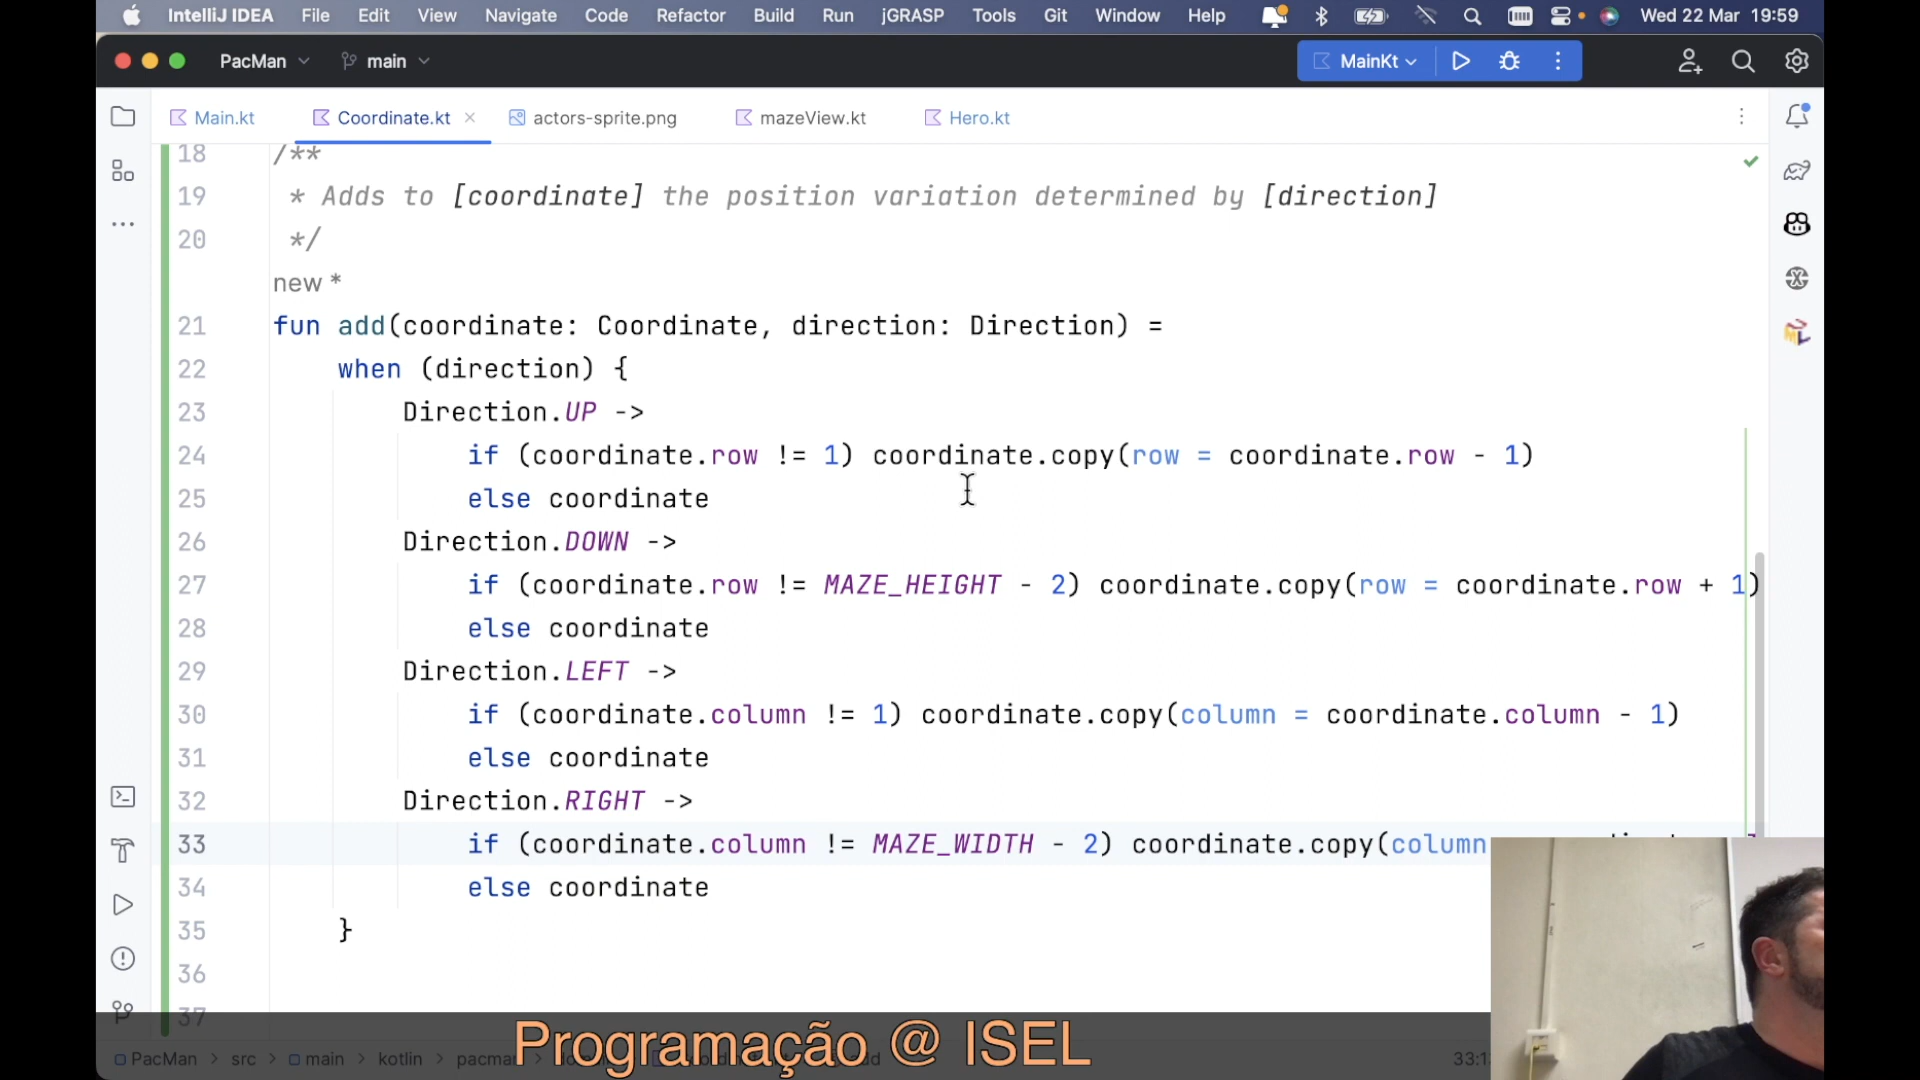 IntelliJ IDEA File Edit View Navigate Code Refactor Build Run jGRASP Tools Git Window Help Wed 22 Mar 19:59
PacMan main MainKt
Main.kt Coordinate.kt actors-sprite.png mazeView.kt Hero.kt
18 /**
19 * Adds to [coordinate] the position variation determined by [direction]
20 */
new *
21 fun add(coordinate: Coordinate, direction: Direction) =
22 when (direction) {
23 Direction.UP ->
24 if (coordinate.row != 1) coordinate.copy(row = coordinate.row - 1)
25 else coordinate
26 Direction.DOWN ->
27 if (coordinate.row != MAZE_HEIGHT - 2) coordinate.copy(row = coordinate.row + 1)
28 else coordinate
29 Direction.LEFT ->
30 if (coordinate.column != 1) coordinate.copy(column = coordinate.column - 1)
31 else coordinate
32 Direction.RIGHT ->
33 if (coordinate.column != MAZE_WIDTH - 2) coordinate.copy(column
34 else coordinate
35 }
36
37
Programação @ ISEL
PacMan > src > main > kotlin > pacman